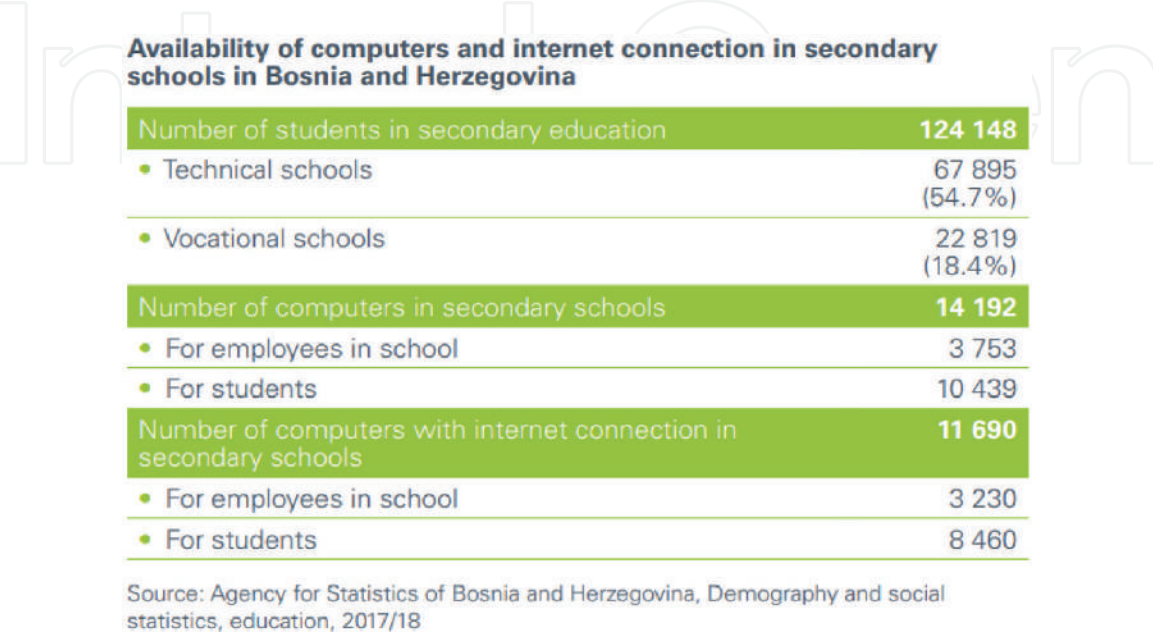 Availability of computers and internet connection in secondary
schools in Bosnia and Herzegovina
Number of students in secondary education 124 148
• Technical schools 67 895
(54.7%)
• Vocational schools 22 819
(18.4%)
Number of computers in secondary schools 14 192
• For employees in school 3 753
• For students 10 439
Number of computers with internet connection in 11 690
secondary schools
• For employees in school 3 230
• For students 8 460
Source: Agency for Statistics of Bosnia and Herzegovina, Demography and social
statistics, education, 2017/18